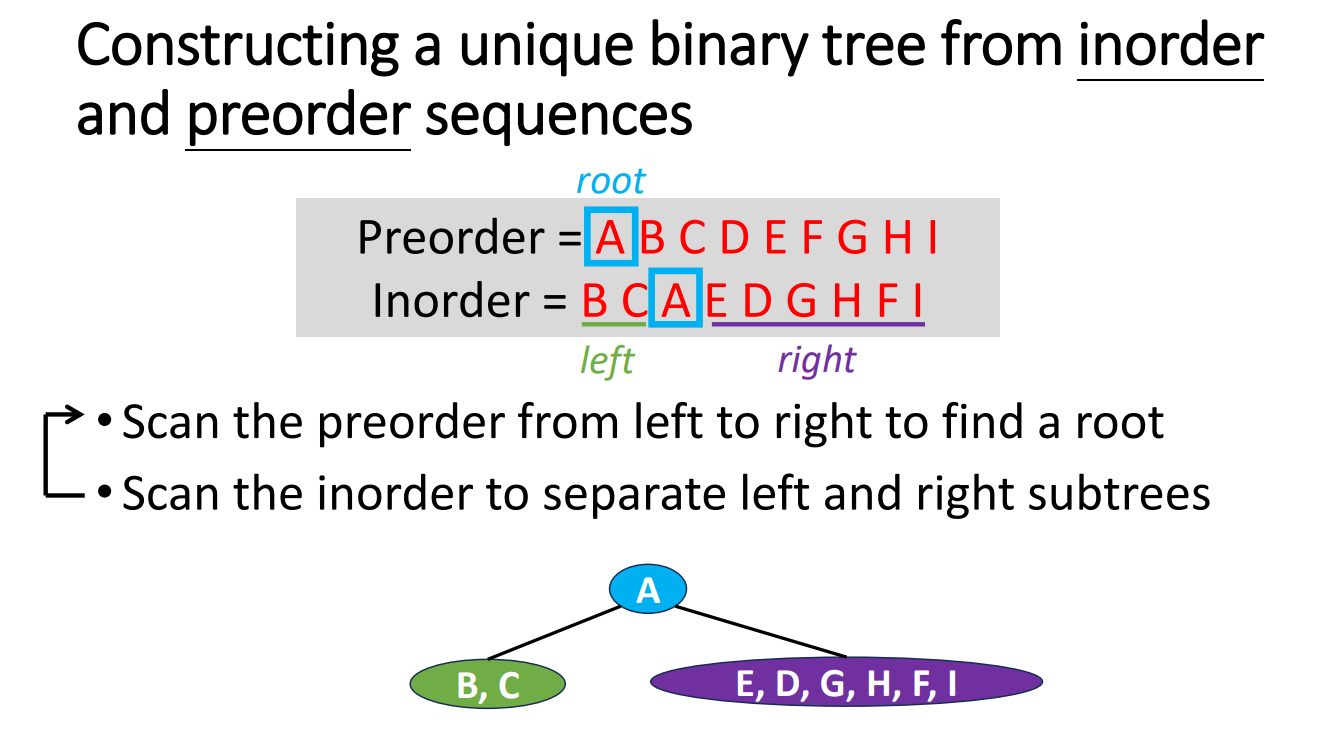 Constructing a unique binary tree from inorder
and preorder sequences
root
Preorder = A B C D E F G H I
Inorder = B C A E D G H F I
left right
• Scan the preorder from left to right to find a root
• Scan the inorder to separate left and right subtrees
A
B, C E, D, G, H, F, I